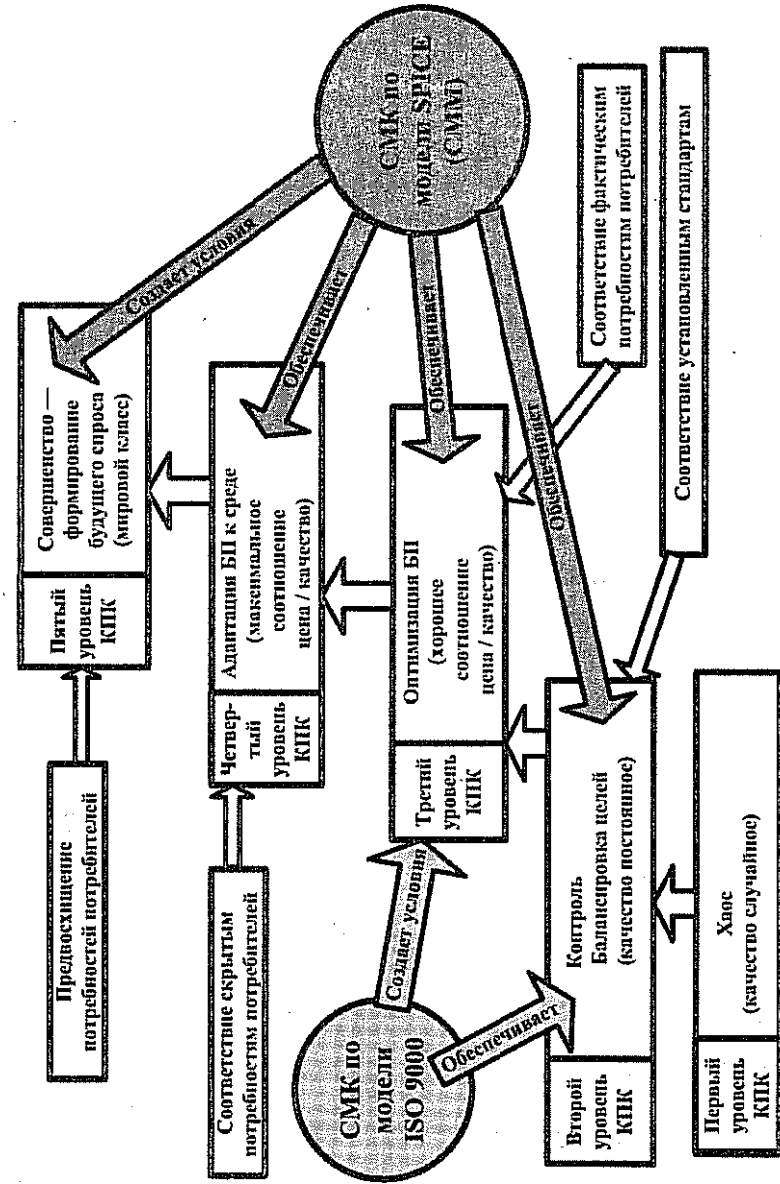 Предвосхищение
потребностей потребителей
Пятый
уровень
КПК
Совершенство —
формирование
будущего спроса
(мировой класс)
Создает условия
Соответствие скрытым
потребностям потребителей
Четвер-
тый
уровень
КПК
Адаптация БП к среде
(максимальное
соотношение
цена / качество)
Обеспечивает
СМК по
модели SPICE
(СММ)
СМК по
модели
ISO 9000
Создает условия
Третий
уровень
КПК
Оптимизация БП
(хорошее
соотношение
цена / качество)
Обеспечивает
Соответствие фактическим
потребностям потребителей
Обеспечивает
Второй
уровень
КПК
Контроль
Балансировка целей
(качество постоянное)
Обеспечивает
Соответствие установленным стандартам
Первый
уровень
КПК
Хаос
(качество случайное)